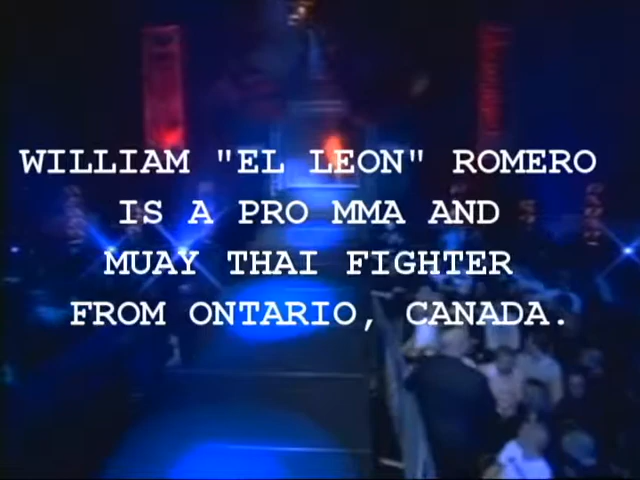 WILLIAM "EL LEON" ROMERO
IS A PRO MMA AND
MUAY THAI FIGHTER
FROM ONTARIO, CANADA.